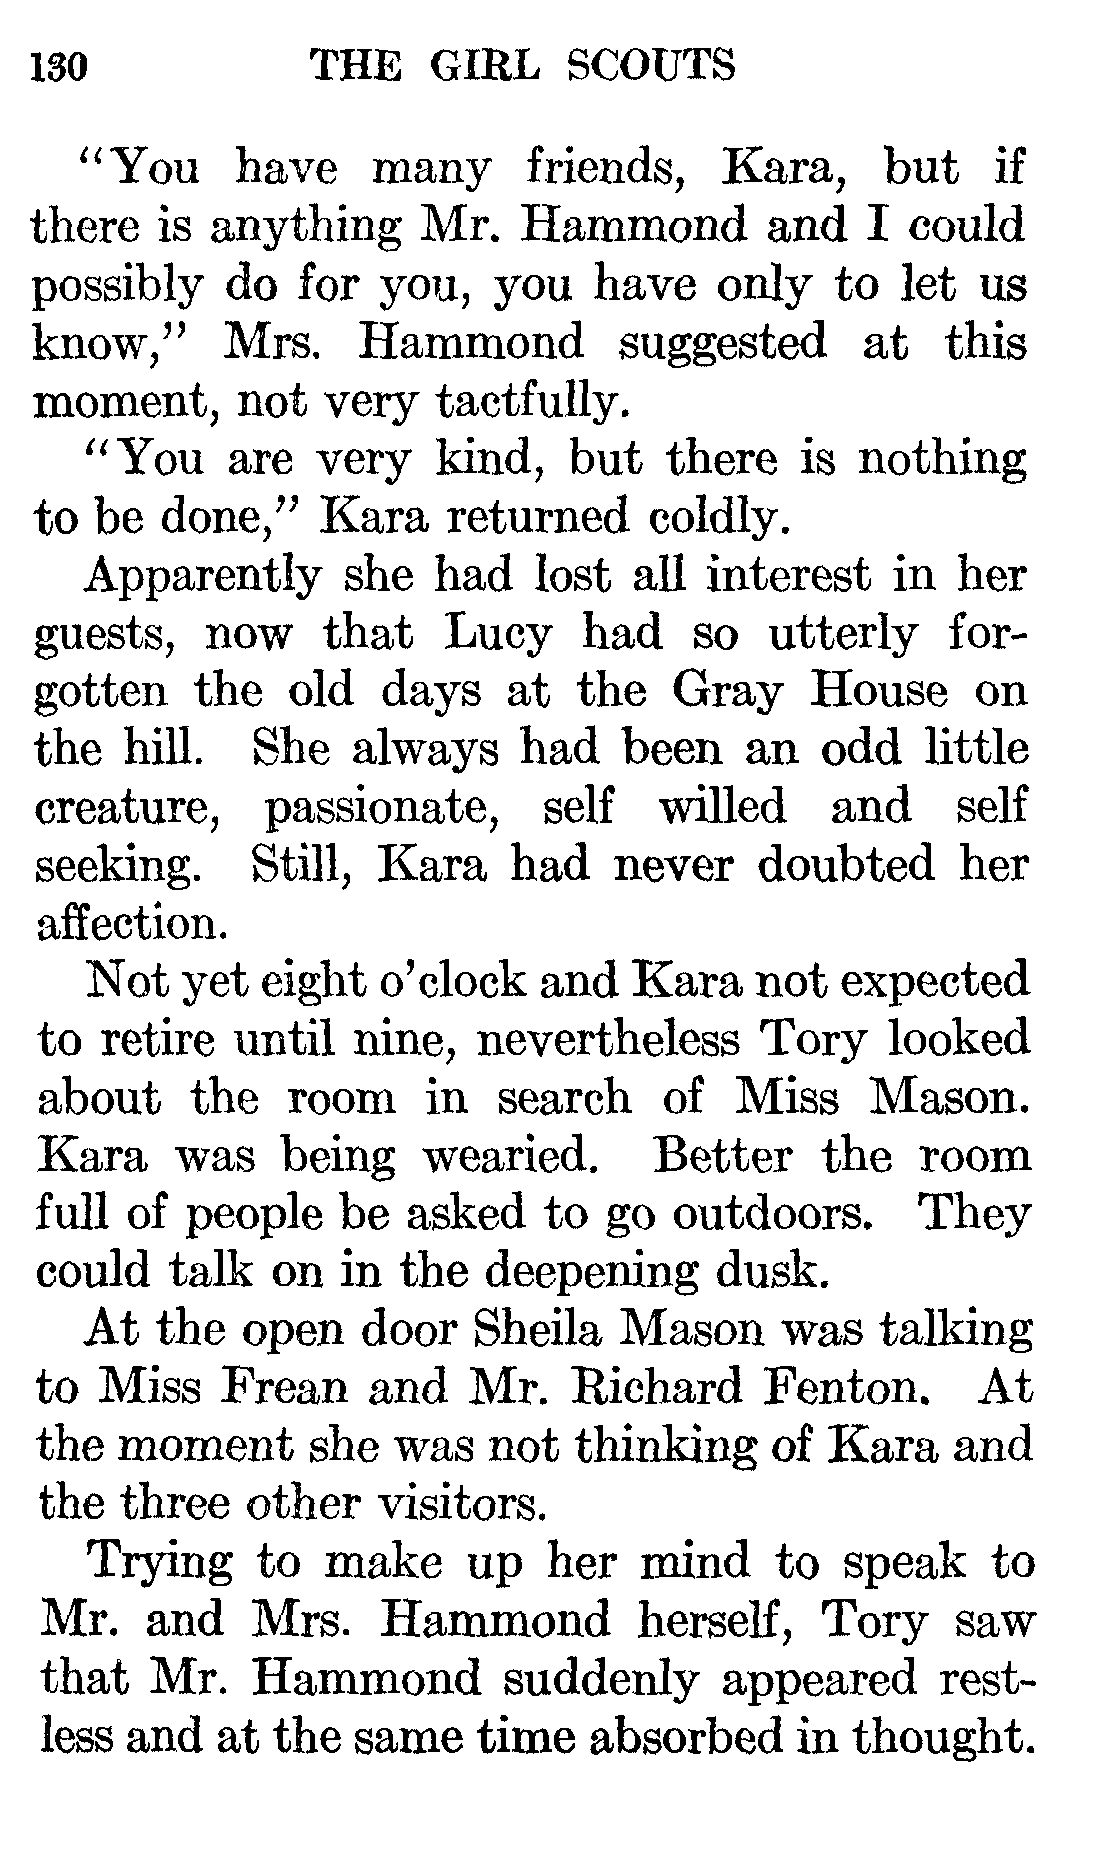 130 THE GIRL SCOUTS
“You have many friends, Kara, but if
there is anything Mr. Hammond and I could
possibly do for you, you have only to let us
know,” Mrs. Hammond suggested at this
moment, not very tactfully.
“You are very kind, but there is nothing
to be done,” Kara returned coldly.
Apparently she had lost all interest in her
guests, now that Lucy had so utterly for-
gotten the old days at the Gray House on
the hill. She always had been an odd little
creature, passionate, self willed and self
seeking. Still, Kara had never doubted her
affection.
Not yet eight o’clock and Kara not expected
to retire until nine, nevertheless Tory looked
about the room in search of Miss Mason.
Kara was being wearied. Better the room
full of people be asked to go outdoors. They
could talk on in the deepening dusk.
At the open door Sheila Mason was talking
to Miss Frean and Mr. Richard Fenton. At
the moment she was not thinking of Kara and
the three other visitors.
Trying to make up her mind to speak to
Mr. and Mrs. Hammond herself, Tory saw
that Mr. Hammond suddenly appeared rest-
less and at the same time absorbed in thought.